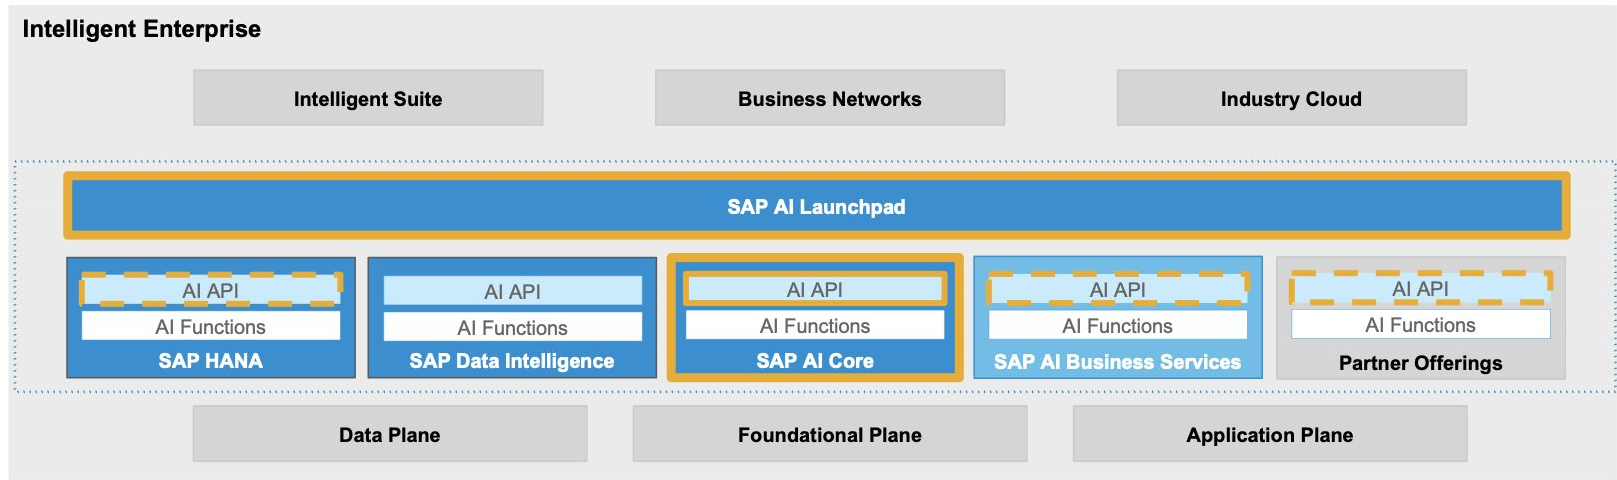 Intelligent Enterprise
Intelligent Suite
Business Networks
Industry Cloud
SAP AI Launchpad
AI API
AI Functions
SAP HANA
AI API
AI Functions
SAP Data Intelligence
AI API
AI Functions
SAP AI Core
AI API
AI Functions
SAP AI Business Services
AI API
AI Functions
Partner Offerings
Data Plane
Foundational Plane
Application Plane